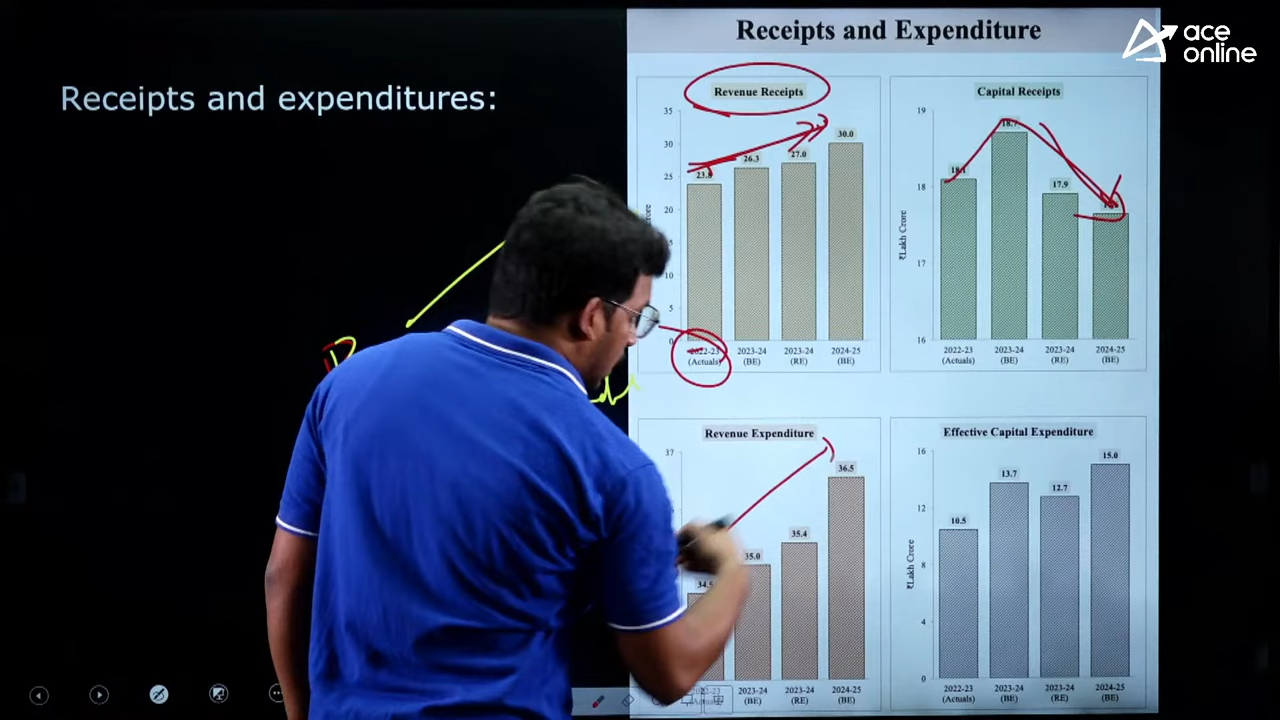 Receipts and Expenditure
ace
online
Receipts and expenditures:
Revenue Receipts
35
30
25
20
10
5
26.3
27.0
30.0
2022-23
(Actuals)
2023-24
(BE)
2023-24
(RE)
2024-25
(BE)
Capital Receipts
₹Lakh Crore
19
18
17
16
18.1
18.7
17.9
2022-23
(Actuals)
2023-24
(BE)
2023-24
(RE)
2024-25
(BE)
Revenue Expenditure
37
35.0
35.4
36.5
2023-24
(BE)
2023-24
(RE)
2024-25
(BE)
Effective Capital Expenditure
₹Lakh Crore
16
12
8
4
0
10.5
13.7
12.7
15.0
2022-23
(Actuals)
2023-24
(BE)
2023-24
(RE)
2024-25
(BE)